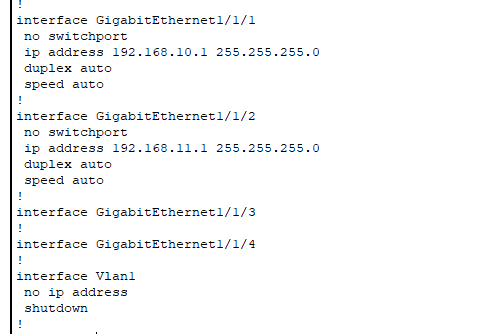 !
interface GigabitEthernet1/1/1
 no switchport
 ip address 192.168.10.1 255.255.255.0
 duplex auto
 speed auto
!
interface GigabitEthernet1/1/2
 no switchport
 ip address 192.168.11.1 255.255.255.0
 duplex auto
 speed auto
!
interface GigabitEthernet1/1/3
!
interface GigabitEthernet1/1/4
!
interface Vlan1
 no ip address
 shutdown
!